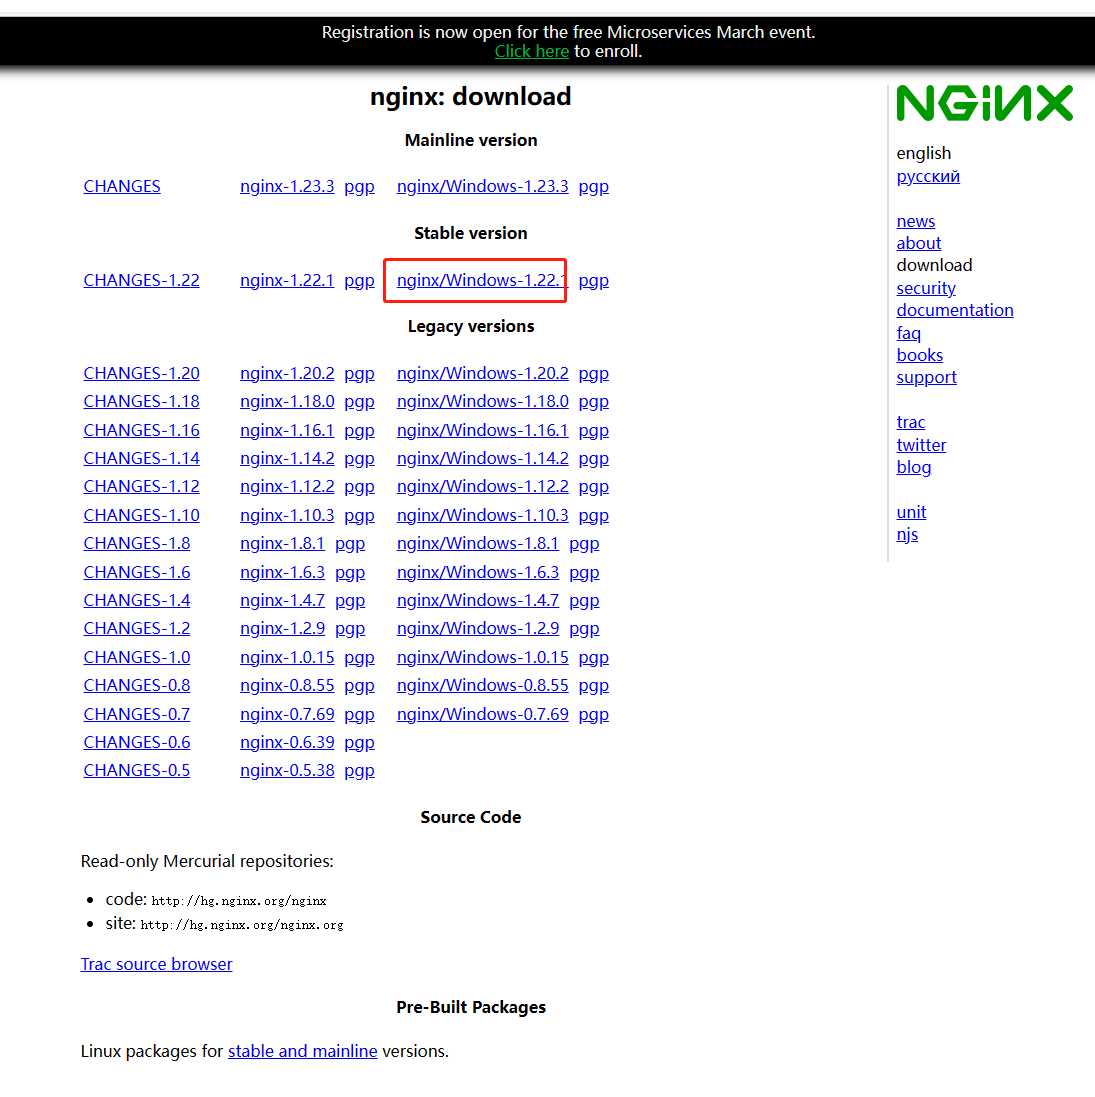 Registration is now open for the free Microservices March event.
Click here to enroll.
nginx: download
Mainline version
CHANGES nginx-1.23.3 pgp nginx/Windows-1.23.3 pgp
Stable version
CHANGES-1.22 nginx-1.22.1 pgp nginx/Windows-1.22.1 pgp
Legacy versions
CHANGES-1.20 nginx-1.20.2 pgp nginx/Windows-1.20.2 pgp
CHANGES-1.18 nginx-1.18.0 pgp nginx/Windows-1.18.0 pgp
CHANGES-1.16 nginx-1.16.1 pgp nginx/Windows-1.16.1 pgp
CHANGES-1.14 nginx-1.14.2 pgp nginx/Windows-1.14.2 pgp
CHANGES-1.12 nginx-1.12.2 pgp nginx/Windows-1.12.2 pgp
CHANGES-1.10 nginx-1.10.3 pgp nginx/Windows-1.10.3 pgp
CHANGES-1.8 nginx-1.8.1 pgp nginx/Windows-1.8.1 pgp
CHANGES-1.6 nginx-1.6.3 pgp nginx/Windows-1.6.3 pgp
CHANGES-1.4 nginx-1.4.7 pgp nginx/Windows-1.4.7 pgp
CHANGES-1.2 nginx-1.2.9 pgp nginx/Windows-1.2.9 pgp
CHANGES-1.0 nginx-1.0.15 pgp nginx/Windows-1.0.15 pgp
CHANGES-0.8 nginx-0.8.55 pgp nginx/Windows-0.8.55 pgp
CHANGES-0.7 nginx-0.7.69 pgp nginx/Windows-0.7.69 pgp
CHANGES-0.6 nginx-0.6.39 pgp
CHANGES-0.5 nginx-0.5.38 pgp
Source Code
Read-only Mercurial repositories:
• code: http://hg.nginx.org/nginx
• site: http://hg.nginx.org/nginx.org
Trac source browser
Pre-Built Packages
Linux packages for stable and mainline versions.
NGINX
english
русский
news
about
download
security
documentation
faq
books
support
trac
twitter
blog
unit
njs